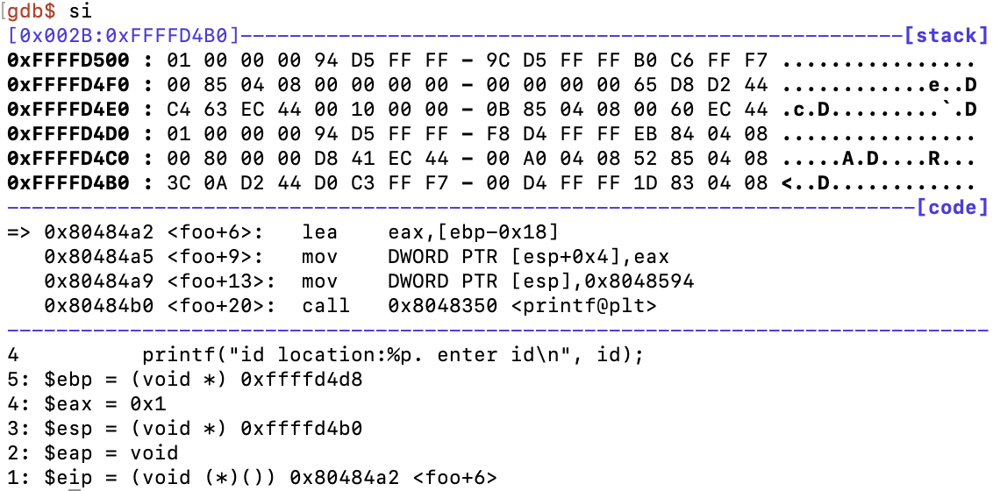 gdb$ si
[0x002B:0xFFFFD4B0]------------------------------------------------------[stack]
0xFFFFD500 : 01 00 00 00 94 D5 FF FF - 9C D5 FF FF B0 C6 FF F7 ................
0xFFFFD4F0 : 00 85 04 08 00 00 00 00 - 00 00 00 00 65 D8 D2 44 ............e..D
0xFFFFD4E0 : C4 63 EC 44 00 10 00 00 - 0B 85 04 08 00 60 EC 44 .c.D.........`.D
0xFFFFD4D0 : 01 00 00 00 94 D5 FF FF - F8 D4 FF FF EB 84 04 08 ................
0xFFFFD4C0 : 00 80 00 00 D8 41 EC 44 - 00 A0 04 08 52 85 04 08 .....A.D....R...
0xFFFFD4B0 : 3C 0A D2 44 D0 C3 FF F7 - 00 D4 FF FF 1D 83 04 08 <..D............
--------------------------------------------------------------------------[code]
=> 0x80484a2 <foo+6>:   lea    eax,[ebp-0x18]
   0x80484a5 <foo+9>:   mov    DWORD PTR [esp+0x4],eax
   0x80484a9 <foo+13>:  mov    DWORD PTR [esp],0x8048594
   0x80484b0 <foo+20>:  call   0x8048350 <printf@plt>
--------------------------------------------------------------------------------
4          printf("id location:%p. enter id\n", id);
5: $ebp = (void *) 0xffffd4d8
4: $eax = 0x1
3: $esp = (void *) 0xffffd4b0
2: $eap = void
1: $eip = (void (*)()) 0x80484a2 <foo+6>